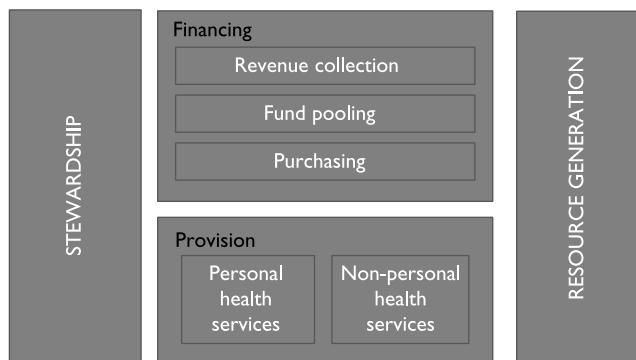 STEWARDSHIP
Financing
Revenue collection
Fund pooling
Purchasing
Provision
Personal
health
services
Non-personal
health
services
RESOURCE GENERATION